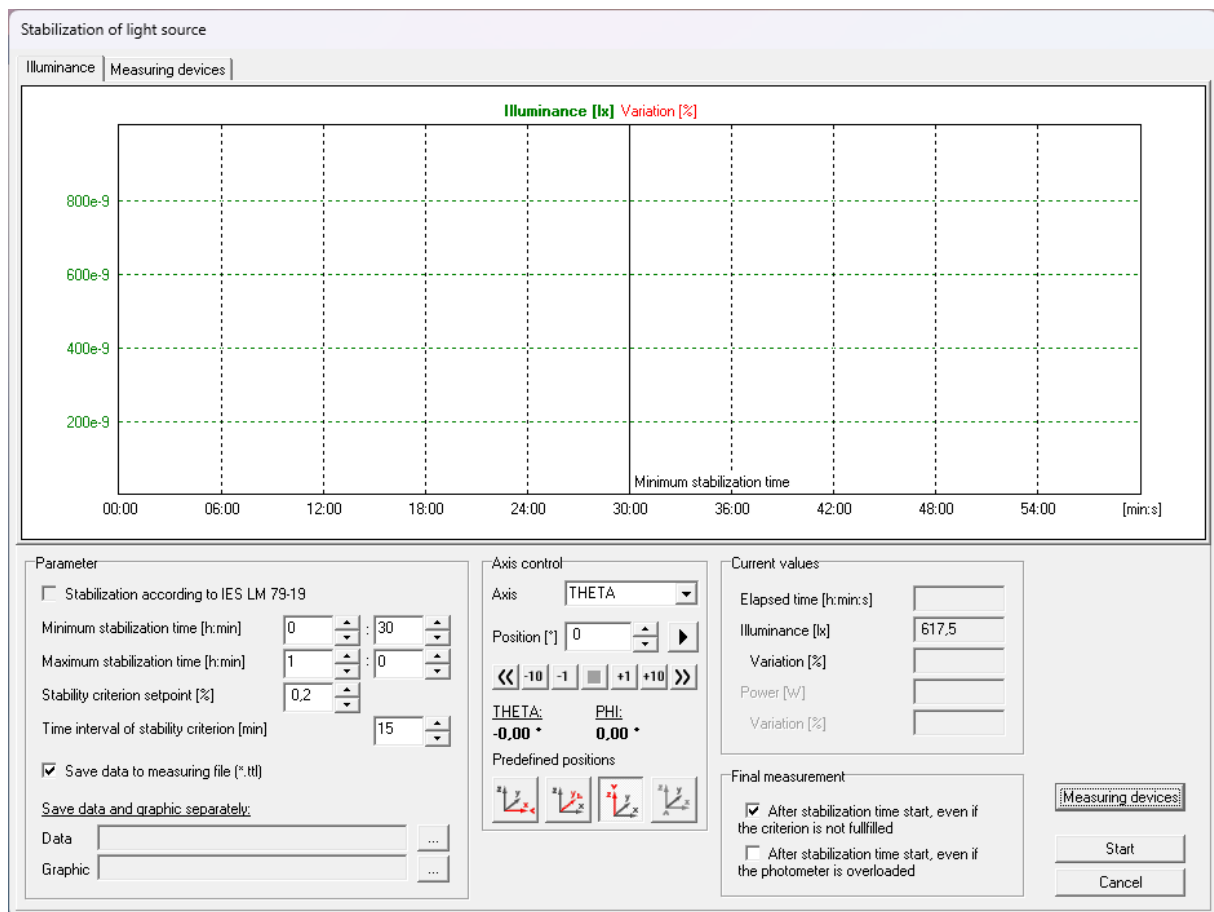 Stabilization of light source
Illuminance
Measuring devices
Illuminance [lx] Variation [%]
800e-9
600e-9
400e-9
200e-9
Minimum stabilization time
00:00 06:00 12:00 18:00 24:00 30:00 36:00 42:00 48:00 54:00 [min:s]
Parameter
Stabilization according to IES LM 79-19
Minimum stabilization time [h:min] 0 : 30
Maximum stabilization time [h:min] 1 : 0
Stability criterion setpoint [%] 0,2
Time interval of stability criterion [min] 15
Save data to measuring file (*.ttl)
Save data and graphic separately:
Data ...
Graphic ...
Axis control
Axis THETA
Position [°] 0
-10 -1 +1 +10
THETA: PHI:
-0,00 ° 0,00 °
Predefined positions
Current values
Elapsed time [h:min:s]
Illuminance [lx] 617,5
Variation [%]
Power [W]
Variation [%]
Final measurement
After stabilization time start, even if
the criterion is not fullfilled
After stabilization time start, even if
the photometer is overloaded
Measuring devices
Start
Cancel